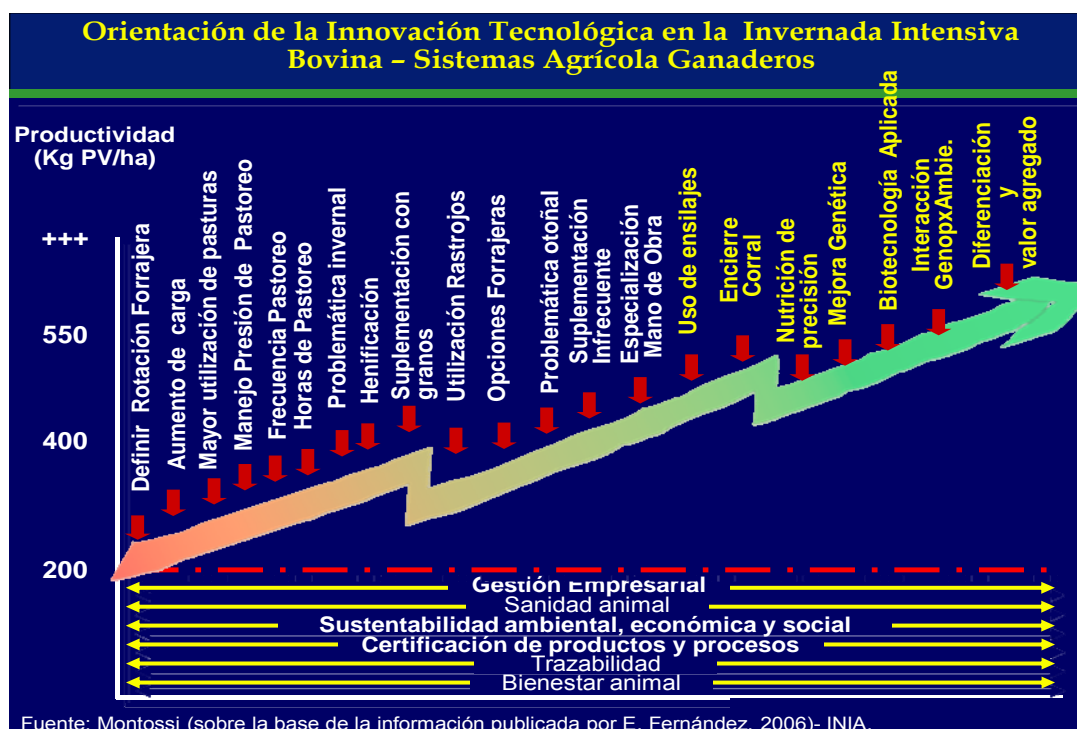 Orientación de la Innovación Tecnológica en la Invernada Intensiva
Bovina – Sistemas Agrícola Ganaderos
Productividad
(Kg PV/ha)
+++
550
400
200
Definir Rotación Forrajera
Aumento de carga
Mayor utilización de pasturas
Manejo Presión de Pastoreo
Frecuencia Pastoreo
Horas de Pastoreo
Problemática invernal
Henificación
Suplementación con
granos
Utilización Rastrojos
Opciones Forrajeras
Problemática otoñal
Suplementación
Infrecuente
Especialización
Mano de Obra
Uso de ensilajes
Encierre
Corral
Nutrición de
precisión
Mejora Genética
Biotecnología Aplicada
Interacción
GenopxAmbie.
Diferenciación
y
valor agregado
Gestión Empresarial
Sanidad animal
Sustentabilidad ambiental, económica y social
Certificación de productos y procesos
Trazabilidad
Bienestar animal
Fuente: Montossi (sobre la base de la información publicada por E. Fernández, 2006)- INIA.